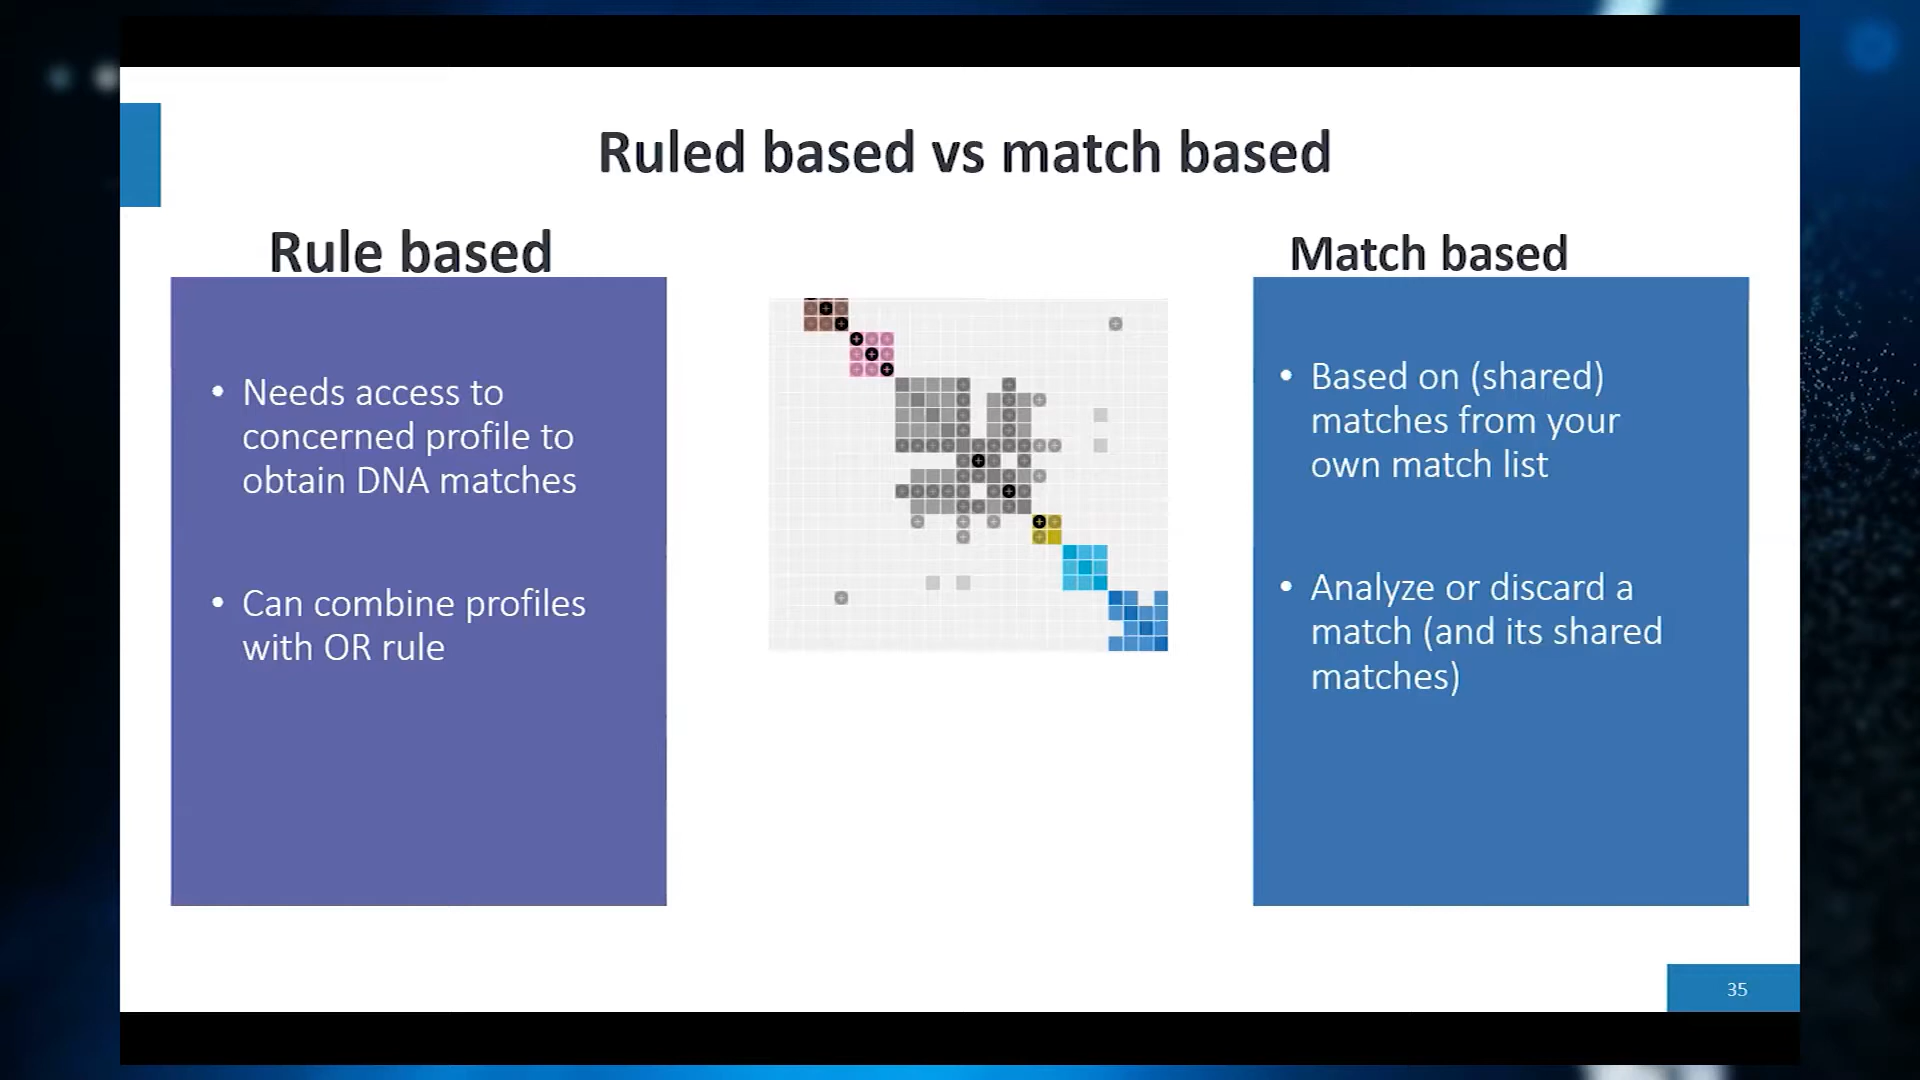 Ruled based vs match based
Rule based
• Needs access to
concerned profile to
obtain DNA matches
• Can combine profiles
with OR rule
Match based
• Based on (shared)
matches from your
own match list
• Analyze or discard a
match (and its shared
matches)
35